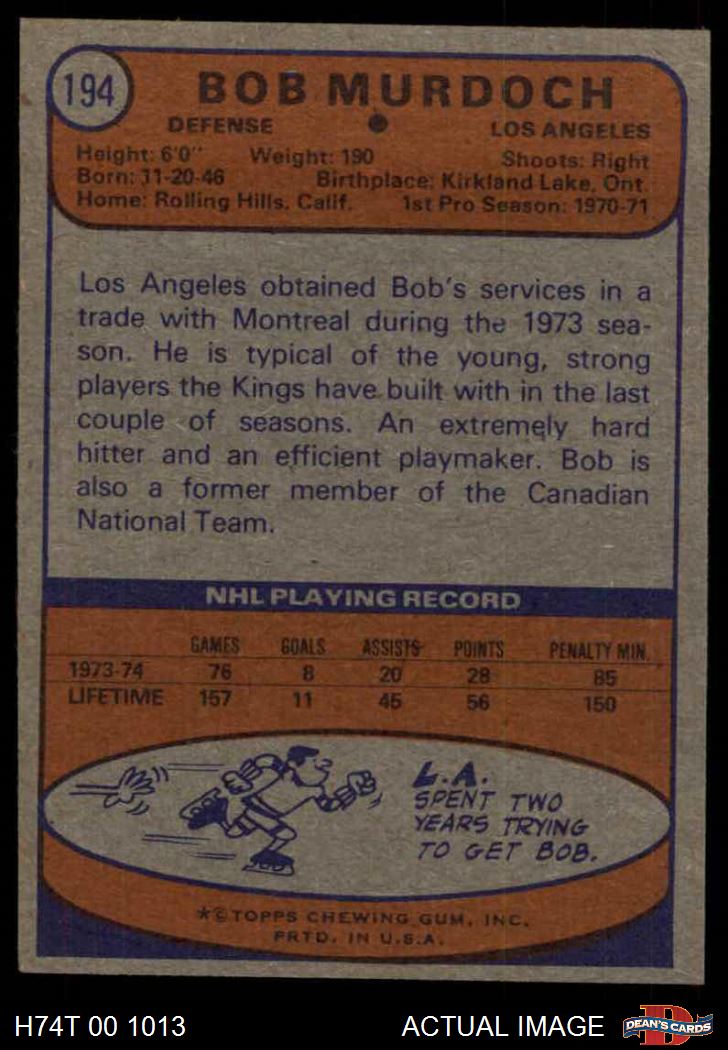 194
BOB MURDOCH
DEFENSE • LOS ANGELES
Height: 6'0" Weight: 190 Shoots: Right
Born: 11-20-46 Birthplace: Kirkland Lake, Ont.
Home: Rolling Hills, Calif. 1st Pro Season: 1970-71
Los Angeles obtained Bob's services in a
trade with Montreal during the 1973 sea-
son. He is typical of the young, strong
players the Kings have built with in the last
couple of seasons. An extremely hard
hitter and an efficient playmaker. Bob is
also a former member of the Canadian
National Team.
NHL PLAYING RECORD
GAMES GOALS ASSISTS POINTS PENALTY MIN.
1973-74 76 8 20 28 85
LIFETIME 157 11 45 56 150
L.A.
SPENT TWO
YEARS TRYING
TO GET BOB.
*©TOPPS CHEWING GUM, INC.
PRTD. IN U.S.A.
H74T 00 1013 ACTUAL IMAGE
D
DEAN'S CARDS